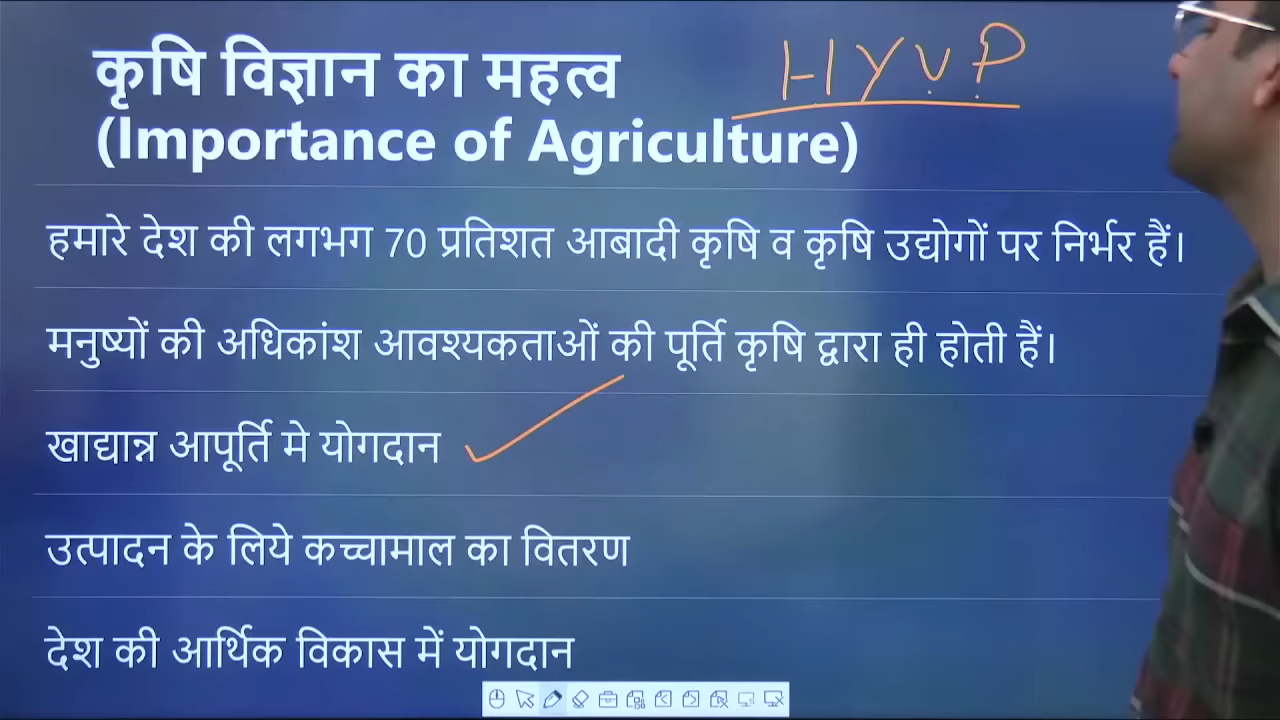 कृषि विज्ञान का महत्व
HYVP
(Importance of Agriculture)
हमारे देश की लगभग 70 प्रतिशत आबादी कृषि व कृषि उद्योगों पर निर्भर हैं।
मनुष्यों की अधिकांश आवश्यकताओं की पूर्ति कृषि द्वारा ही होती हैं।
खाद्यान्न आपूर्ति मे योगदान
उत्पादन के लिये कच्चामाल का वितरण
देश की आर्थिक विकास में योगदान